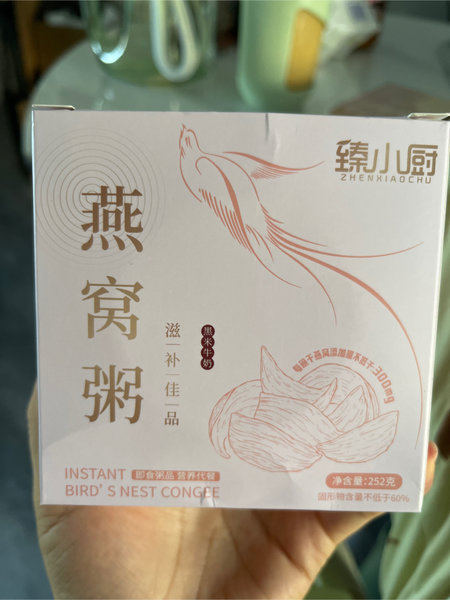 臻小厨
ZHENXIAOCHU
燕窝粥
滋补佳品
黑米牛奶
每碗干燕窝添加量不低于300mg
INSTANT 即食粥品 营养代餐
BIRD'S NEST CONGEE
净含量:252克
固形物含量不低于60%